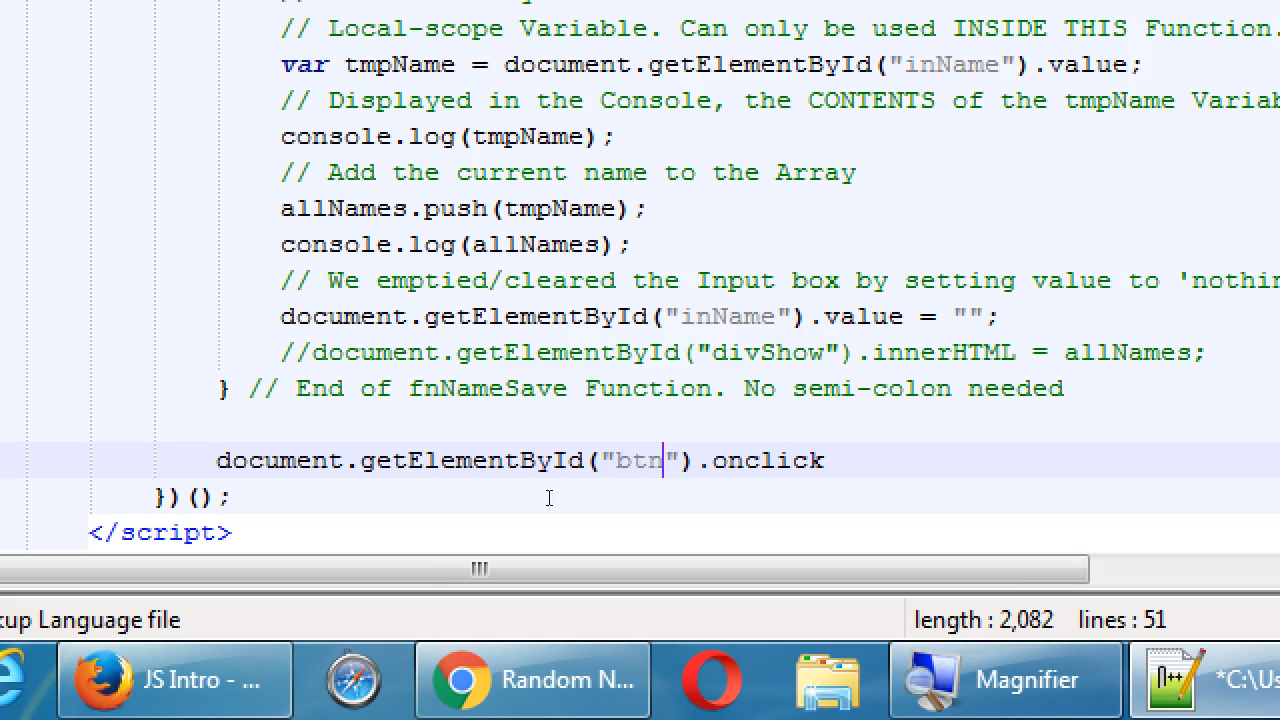 // Local-scope Variable. Can only be used INSIDE THIS Function.
var tmpName = document.getElementById("inName").value;
// Displayed in the Console, the CONTENTS of the tmpName Variab
console.log(tmpName);
// Add the current name to the Array
allNames.push(tmpName);
console.log(allNames);
// We emptied/cleared the Input box by setting value to 'nothin
document.getElementById("inName").value = "";
//document.getElementById("divShow").innerHTML = allNames;
} // End of fnNameSave Function. No semi-colon needed
document.getElementById("btn").onclick
})();
</script>
cup Language file length : 2,082 lines : 51
JS Intro - ... Random N... Magnifier *C:\Us